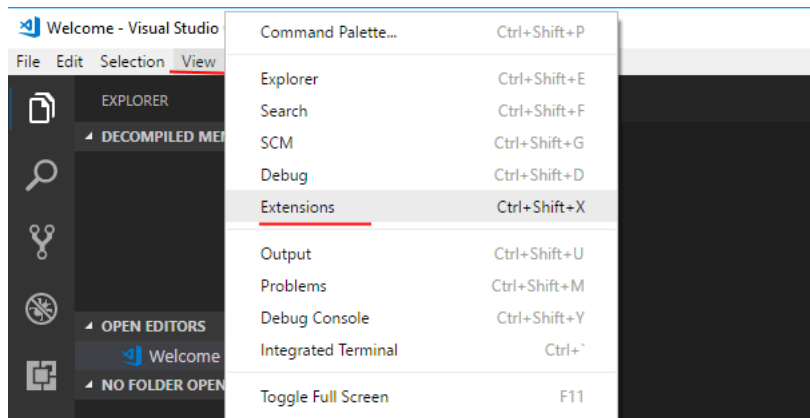 Welcome - Visual Studio
File Edit Selection View
Command Palette... Ctrl+Shift+P
Explorer Ctrl+Shift+E
Search Ctrl+Shift+F
SCM Ctrl+Shift+G
Debug Ctrl+Shift+D
Extensions Ctrl+Shift+X
Output Ctrl+Shift+U
Problems Ctrl+Shift+M
Debug Console Ctrl+Shift+Y
Integrated Terminal Ctrl+`
Toggle Full Screen F11
EXPLORER
DECOMPILED
OPEN EDITORS
Welcome
NO FOLDER OPEN